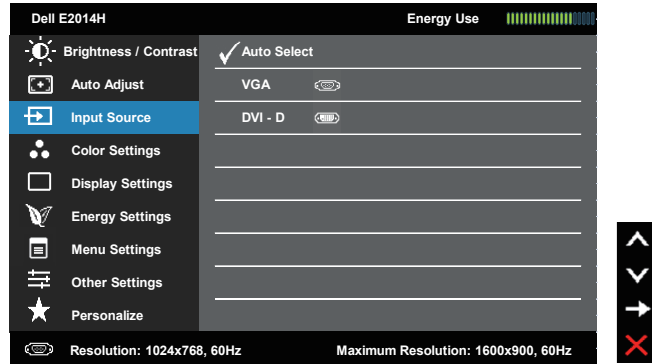 Dell E2014H Energy Use
Brightness / Contrast Auto Select
Auto Adjust VGA
Input Source DVI - D
Color Settings
Display Settings
Energy Settings
Menu Settings
Other Settings
Personalize
Resolution: 1024x768, 60Hz Maximum Resolution: 1600x900, 60Hz